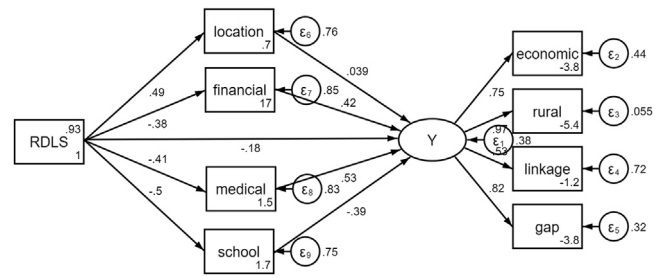 location
.7
ε6
.76
economic
-3.8
ε2
.44
.49
.039
financial
17
ε7
.85
.42
.75
rural
-5.4
ε3
.055
-.38
.93
RDLS
1
-.18
Y
.97
ε1
.38
.53
linkage
-1.2
ε4
.72
-.41
medical
1.5
ε8
.83
.53
-.5
-.39
.82
gap
-3.8
ε5
.32
school
1.7
ε9
.75